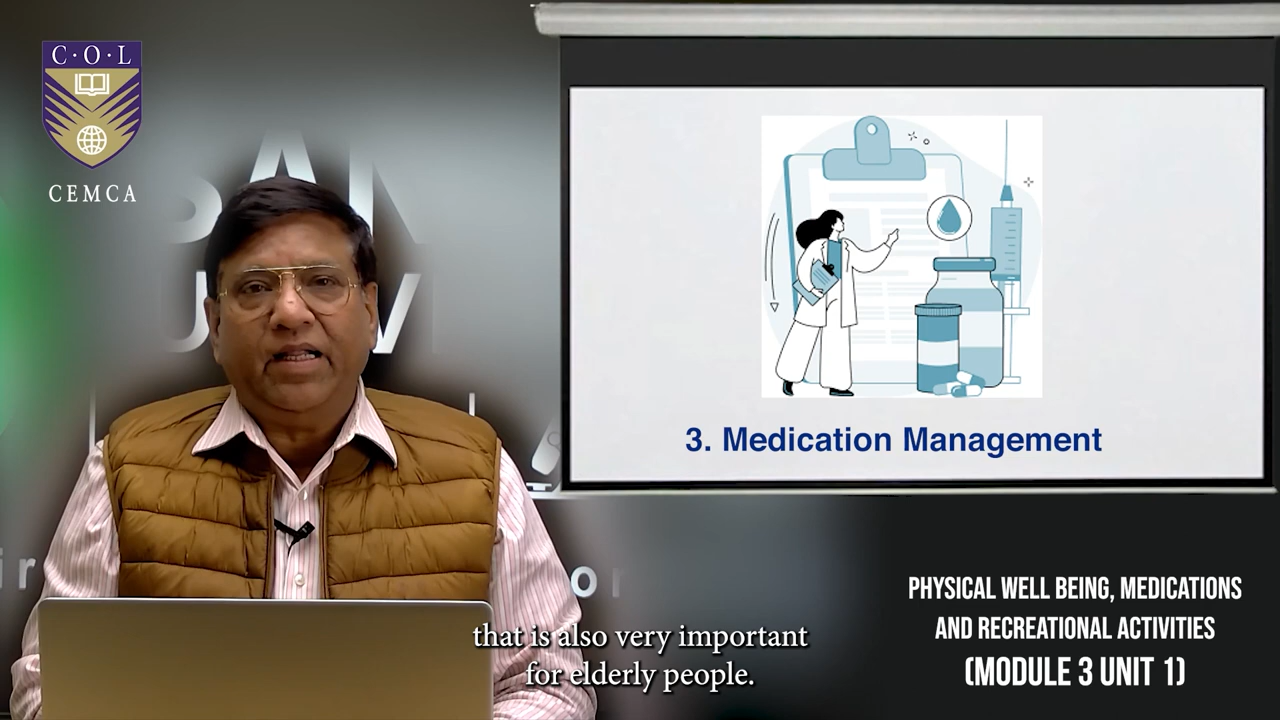 C·O·L
CEMCA
3. Medication Management
that is also very important
for elderly people.
PHYSICAL WELL BEING, MEDICATIONS
AND RECREATIONAL ACTIVITIES
(MODULE 3 UNIT 1)